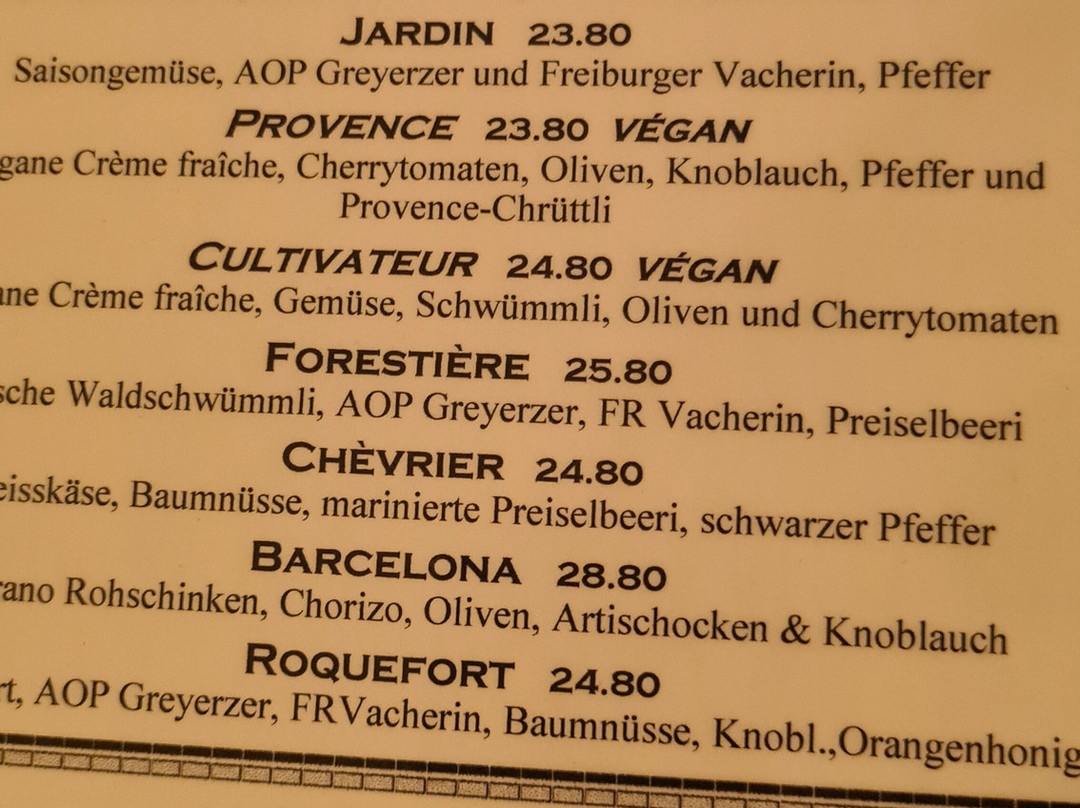 JARDIN 23.80
Saisongemüse, AOP Greyerzer und Freiburger Vacherin, Pfeffer
PROVENCE 23.80 VÉGAN
gane Crème fraîche, Cherrytomaten, Oliven, Knoblauch, Pfeffer und
Provence-Chrüttli
CULTIVATEUR 24.80 VÉGAN
ne Crème fraîche, Gemüse, Schwümmli, Oliven und Cherrytomaten
FORESTIÈRE 25.80
sche Waldschwümmli, AOP Greyerzer, FR Vacherin, Preiselbeeri
CHÈVRIER 24.80
eisskäse, Baumnüsse, marinierte Preiselbeeri, schwarzer Pfeffer
BARCELONA 28.80
rano Rohschinken, Chorizo, Oliven, Artischocken & Knoblauch
ROQUEFORT 24.80
rt, AOP Greyerzer, FRVacherin, Baumnüsse, Knobl.,Orangenhonig